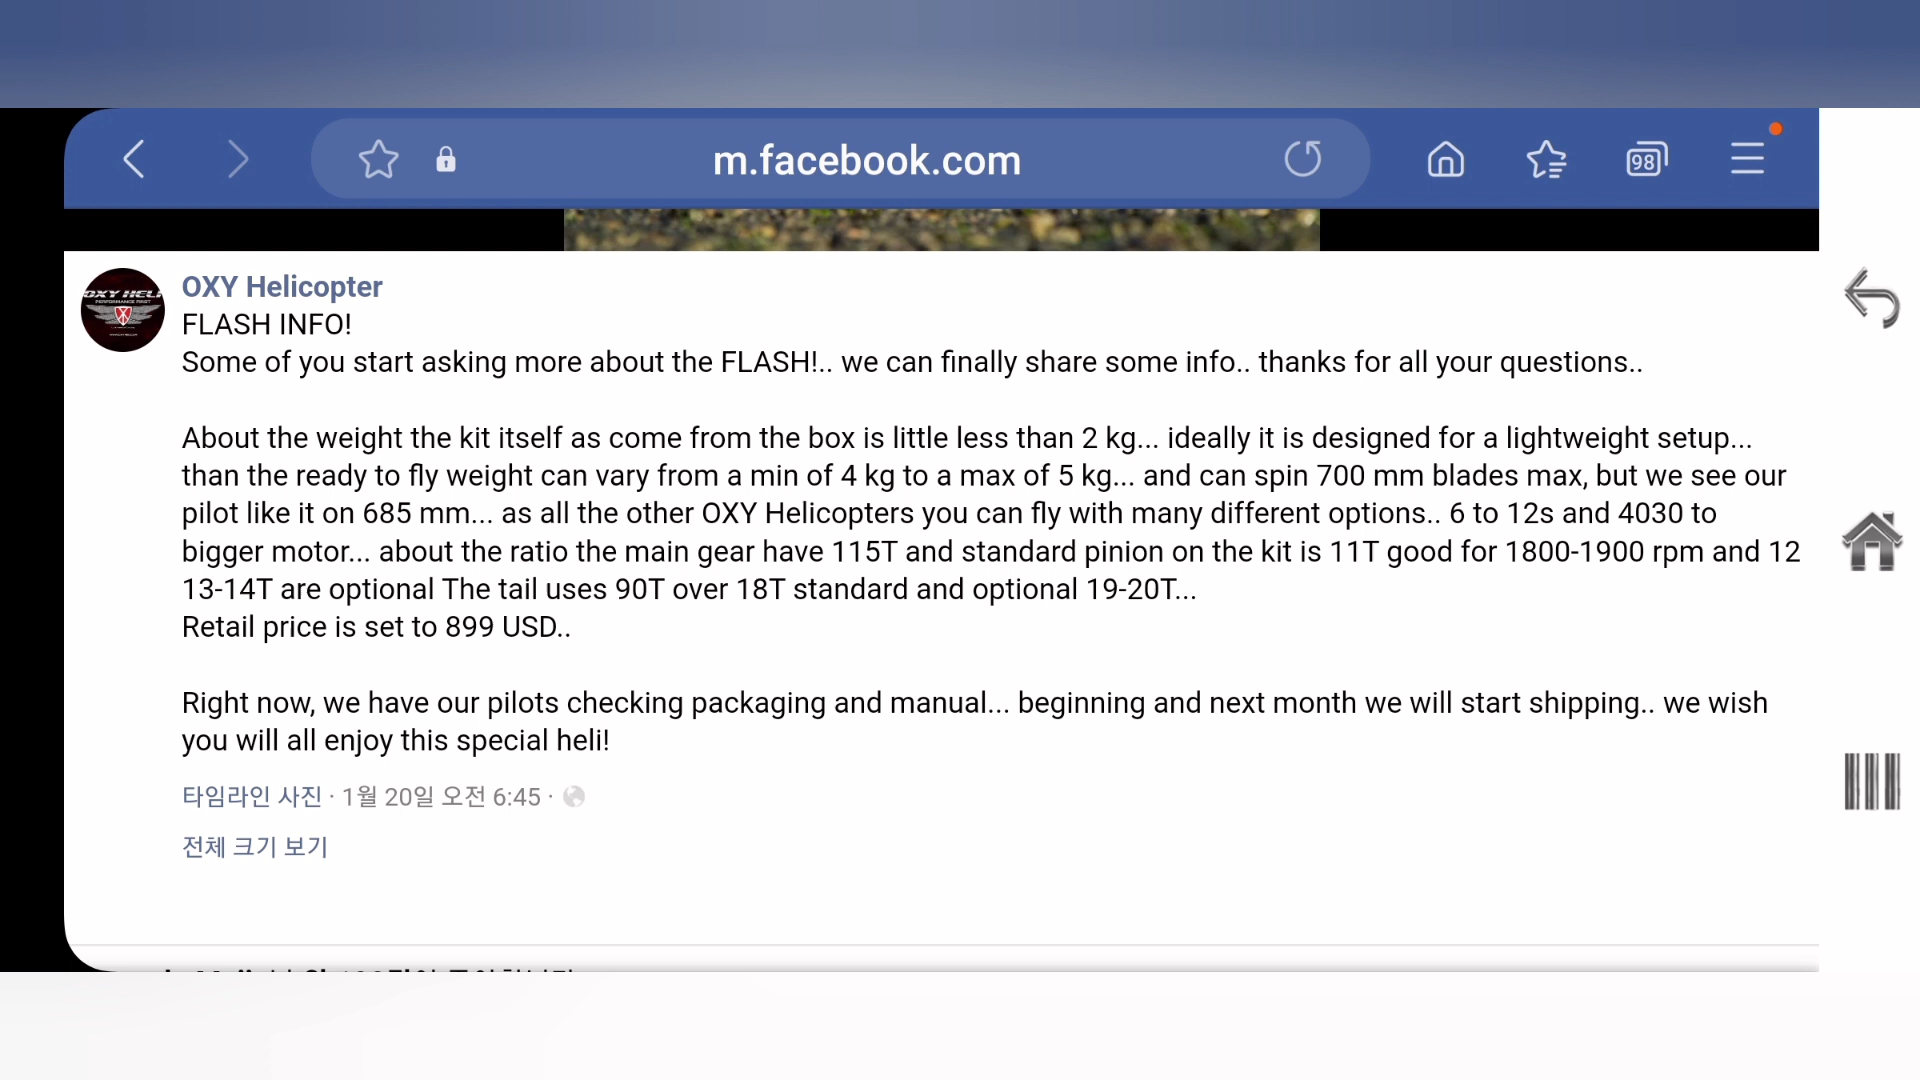 m.facebook.com
98
OXY HELI
PERFORMANCE FIRST
OXY Helicopter
FLASH INFO!
Some of you start asking more about the FLASH!.. we can finally share some info.. thanks for all your questions..
About the weight the kit itself as come from the box is little less than 2 kg... ideally it is designed for a lightweight setup...
than the ready to fly weight can vary from a min of 4 kg to a max of 5 kg... and can spin 700 mm blades max, but we see our
pilot like it on 685 mm... as all the other OXY Helicopters you can fly with many different options.. 6 to 12s and 4030 to
bigger motor... about the ratio the main gear have 115T and standard pinion on the kit is 11T good for 1800-1900 rpm and 12
13-14T are optional The tail uses 90T over 18T standard and optional 19-20T...
Retail price is set to 899 USD..
Right now, we have our pilots checking packaging and manual... beginning and next month we will start shipping.. we wish
you will all enjoy this special heli!
타임라인 사진 · 1월 20일 오전 6:45 ·
전체 크기 보기